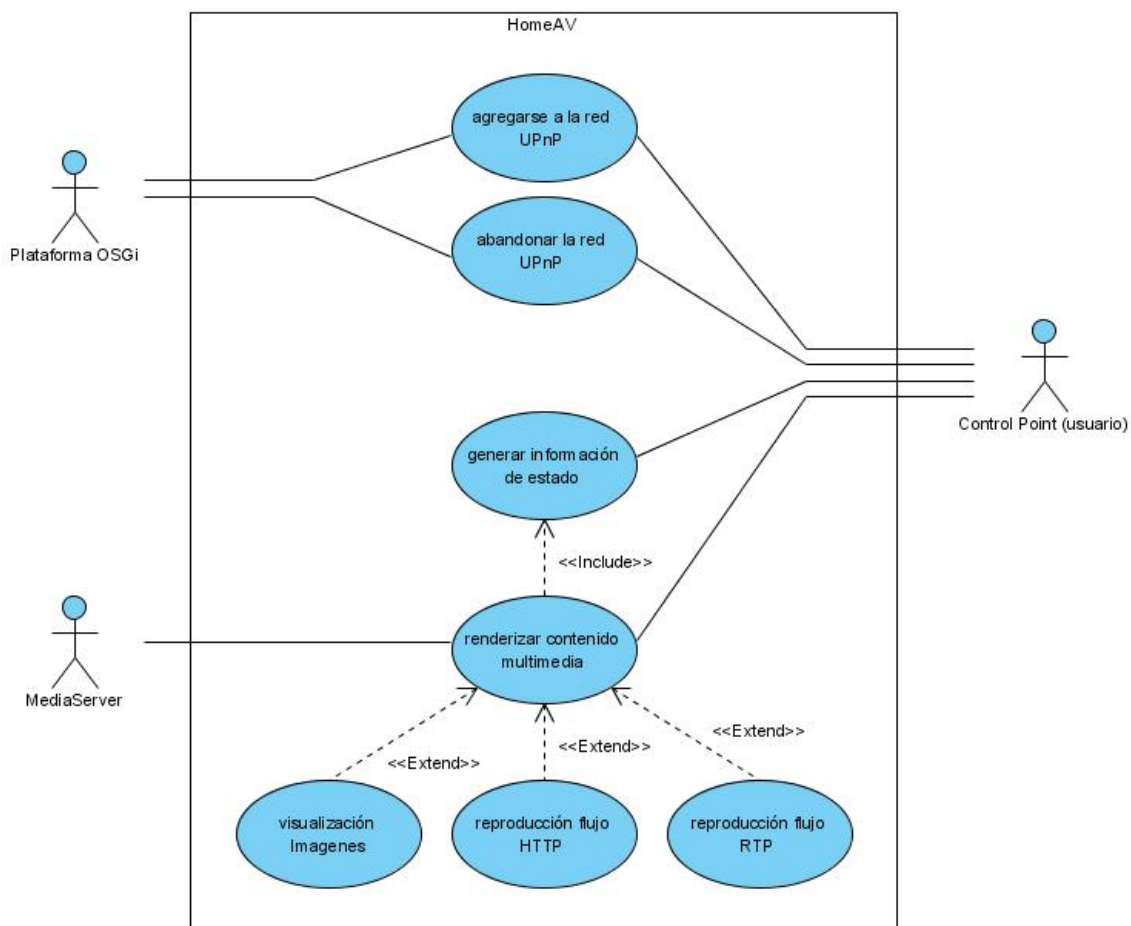 HomeAV
agregarse a la red
UPnP
Plataforma OSGi
abandonar la red
UPnP
Control Point (usuario)
generar información
de estado
<<Include>>
renderizar contenido
multimedia
MediaServer
<<Extend>>
<<Extend>>
<<Extend>>
visualización
Imagenes
reproducción flujo
HTTP
reproducción flujo
RTP